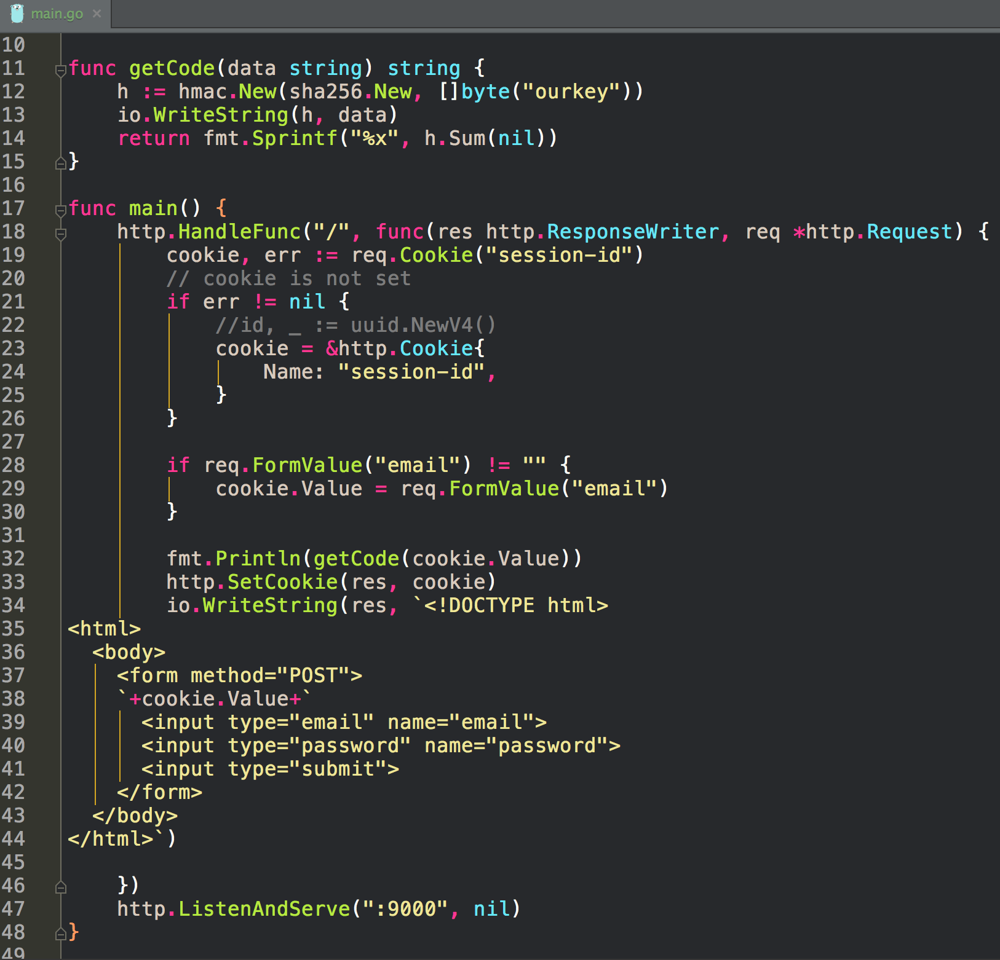 main.go ×
10
11 func getCode(data string) string {
12     h := hmac.New(sha256.New, []byte("ourkey"))
13     io.WriteString(h, data)
14     return fmt.Sprintf("%x", h.Sum(nil))
15 }
16
17 func main() {
18     http.HandleFunc("/", func(res http.ResponseWriter, req *http.Request) {
19         cookie, err := req.Cookie("session-id")
20         // cookie is not set
21         if err != nil {
22             //id, _ := uuid.NewV4()
23             cookie = &http.Cookie{
24                 Name: "session-id",
25             }
26         }
27
28         if req.FormValue("email") != "" {
29             cookie.Value = req.FormValue("email")
30         }
31
32         fmt.Println(getCode(cookie.Value))
33         http.SetCookie(res, cookie)
34         io.WriteString(res, `<!DOCTYPE html>
35 <html>
36   <body>
37     <form method="POST">
38     `+cookie.Value+`
39       <input type="email" name="email">
40       <input type="password" name="password">
41       <input type="submit">
42     </form>
43   </body>
44 </html>`)
45
46     })
47     http.ListenAndServe(":9000", nil)
48 }
49